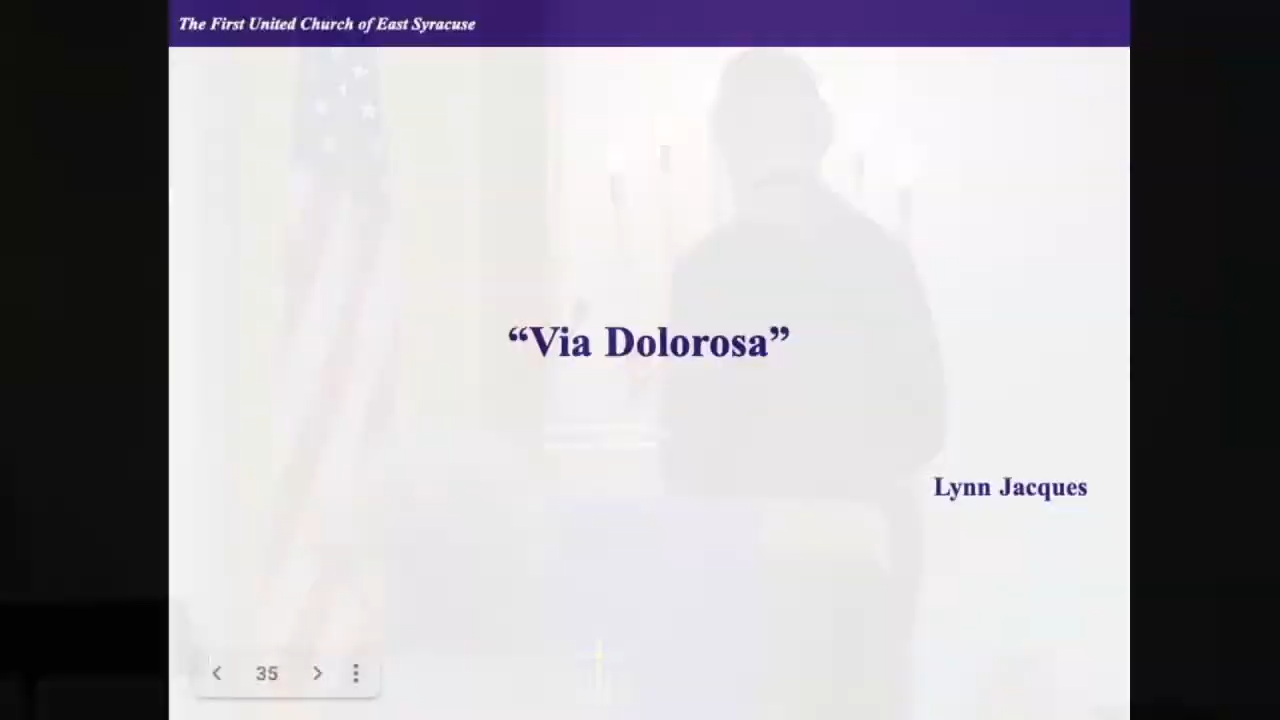 The First United Church of East Syracuse
“Via Dolorosa”
Lynn Jacques
35